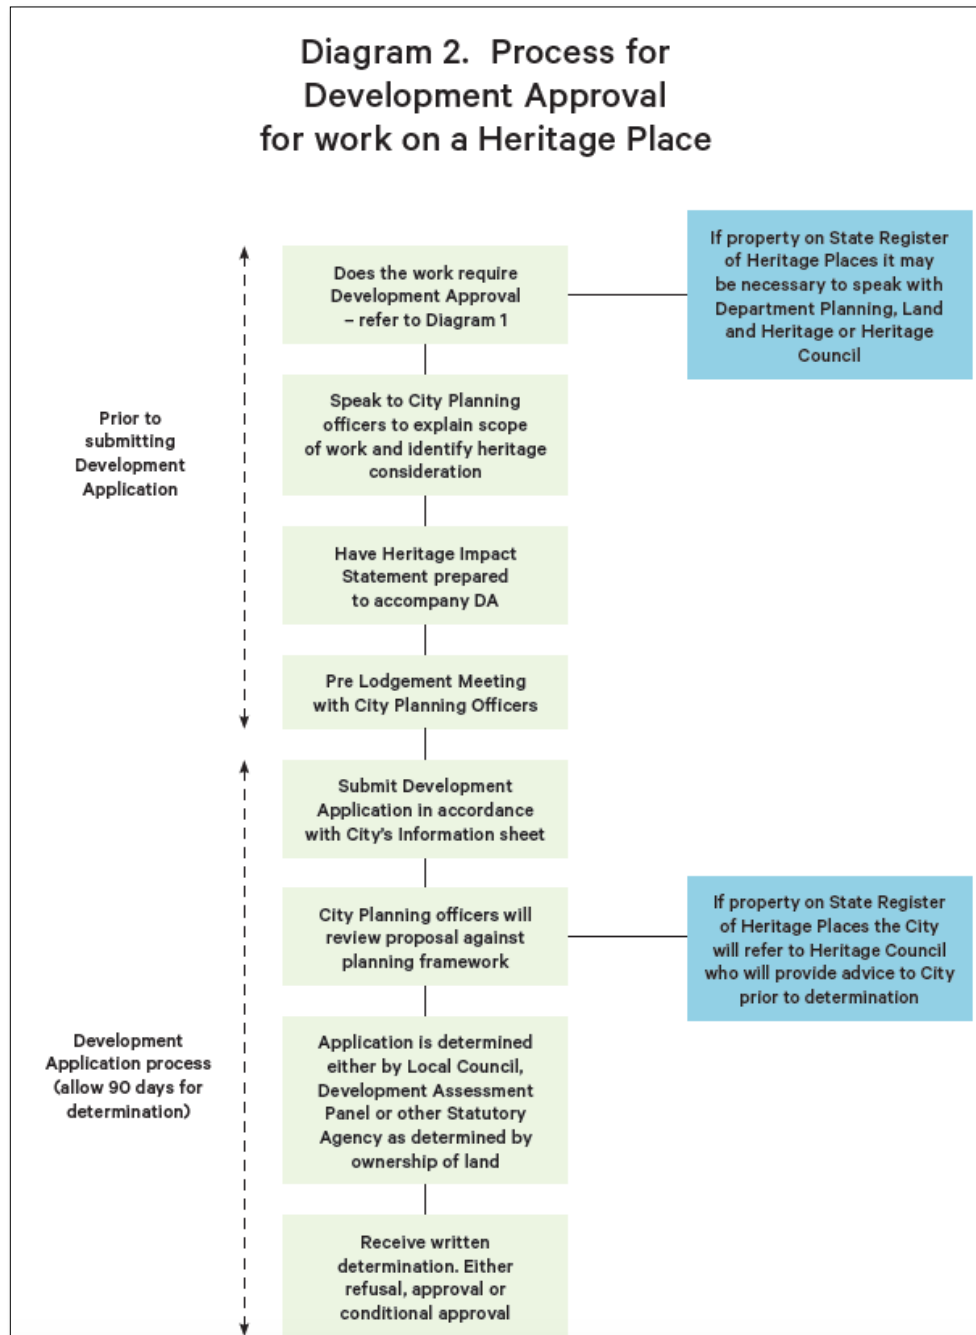 Diagram 2.  Process for
Development Approval
for work on a Heritage Place
Does the work require
Development Approval
– refer to Diagram 1
If property on State Register
of Heritage Places it may
be necessary to speak with
Department Planning, Land
and Heritage or Heritage
Council
Prior to
submitting
Development
Application
Speak to City Planning
officers to explain scope
of work and identify heritage
consideration
Have Heritage Impact
Statement prepared
to accompany DA
Pre Lodgement Meeting
with City Planning Officers
Submit Development
Application in accordance
with City’s Information sheet
City Planning officers will
review proposal against
planning framework
If property on State Register
of Heritage Places the City
will refer to Heritage Council
who will provide advice to City
prior to determination
Development
Application process
(allow 90 days for
determination)
Application is determined
either by Local Council,
Development Assessment
Panel or other Statutory
Agency as determined by
ownership of land
Receive written
determination. Either
refusal, approval or
conditional approval